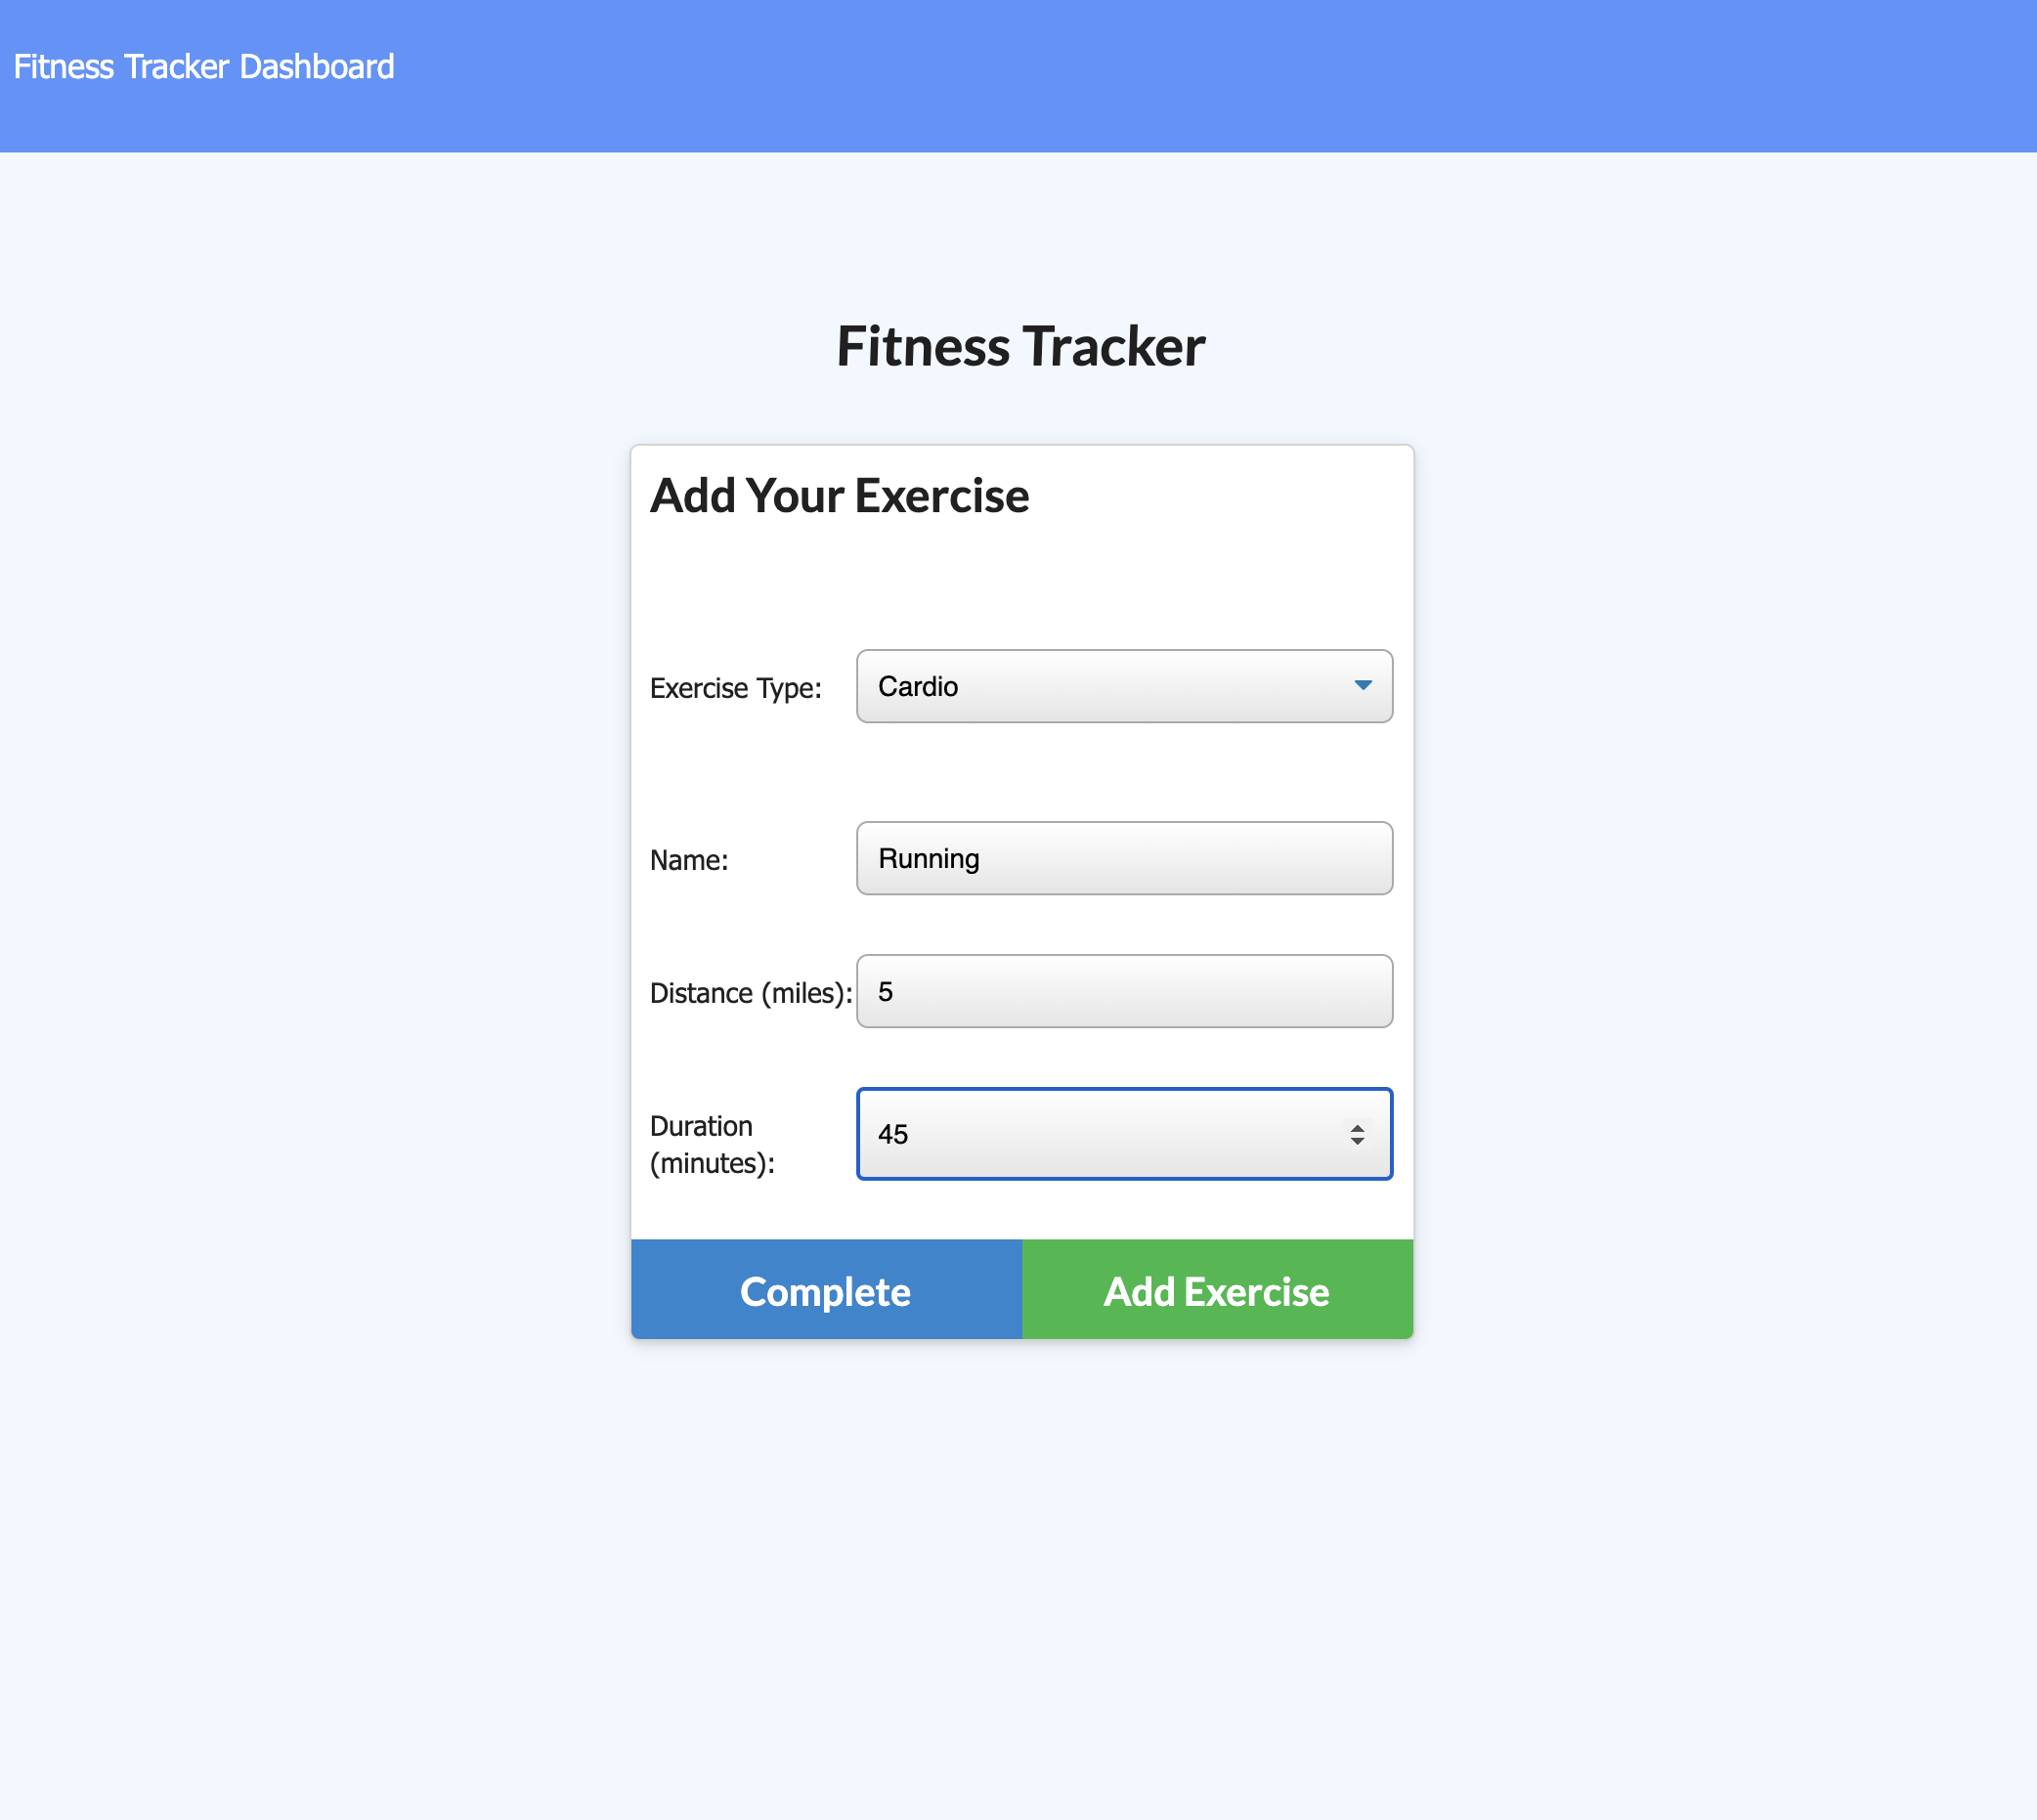 Fitness Tracker Dashboard
Fitness Tracker
Add Your Exercise
Exercise Type: Cardio
Name: Running
Distance (miles): 5
Duration (minutes): 45
Complete Add Exercise